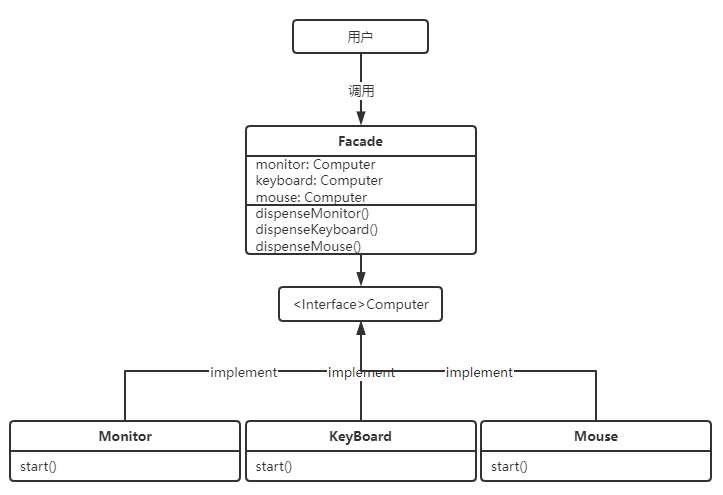 用户
调用
Facade
monitor: Computer
keyboard: Computer
mouse: Computer
dispenseMonitor()
dispenseKeyboard()
dispenseMouse()
<Interface>Computer
implement
implement
implement
Monitor
start()
KeyBoard
start()
Mouse
start()